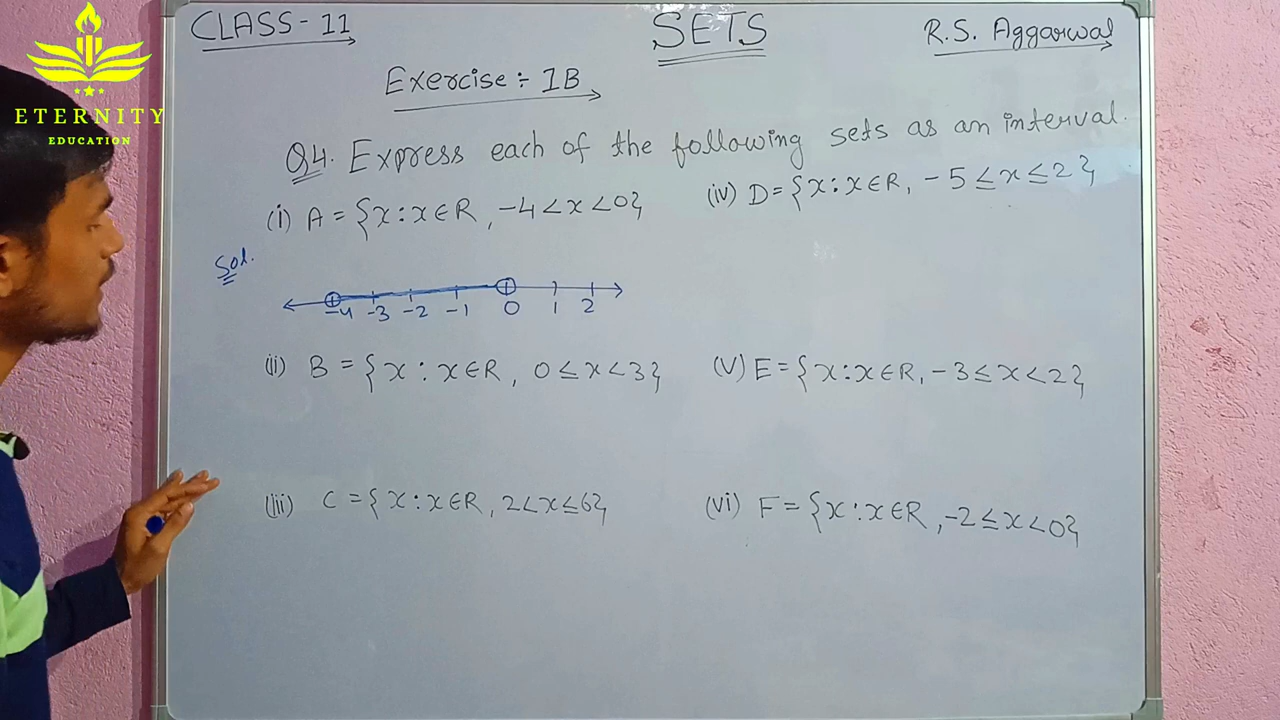 ETERNITY
EDUCATION
CLASS-11
SETS
R.S. Aggarwal
Exercise:- 1B
Q4. Express each of the following sets as an interval.
(i) A = {x : x ∈ R, -4 < x < 0}
(iv) D = {x : x ∈ R, -5 ≤ x ≤ 2}
Sol.
-4 -3 -2 -1 0 1 2
(ii) B = {x : x ∈ R, 0 ≤ x < 3}
(V) E = {x : x ∈ R, -3 ≤ x < 2}
(iii) C = {x : x ∈ R, 2 < x ≤ 6}
(vi) F = {x : x ∈ R, -2 ≤ x < 0}